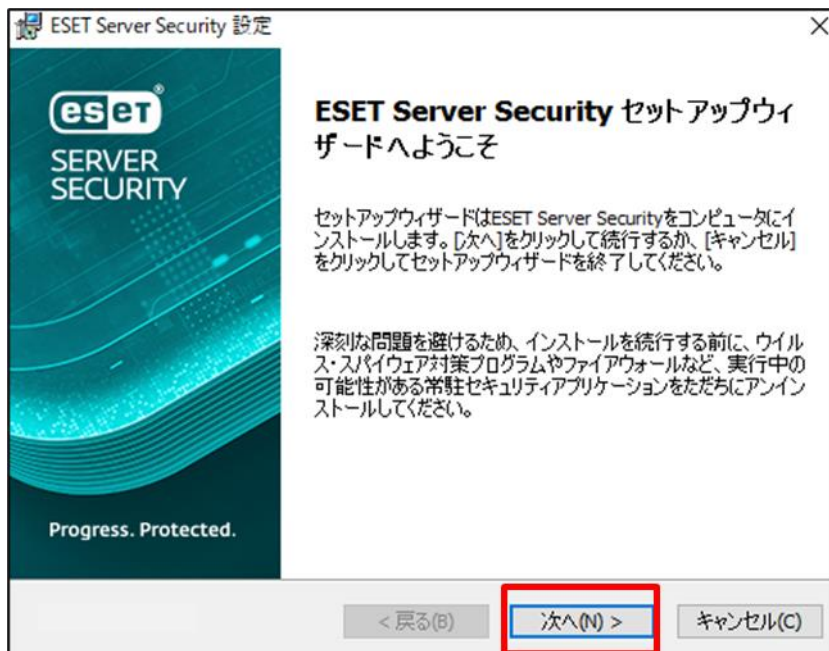 ESET Server Security 設定
eset®
SERVER
SECURITY
Progress. Protected.
ESET Server Security セットアップウィ
ザードへようこそ
セットアップウィザードはESET Server Securityをコンピュータにイ
ンストールします。[次へ]をクリックして続行するか、[キャンセル]
をクリックしてセットアップウィザードを終了してください。
深刻な問題を避けるため、インストールを続行する前に、ウイル
ス・スパイウェア対策プログラムやファイアウォールなど、実行中の
可能性がある常駐セキュリティアプリケーションをただちにアンイン
ストールしてください。
< 戻る(B) 次へ(N) > キャンセル(C)